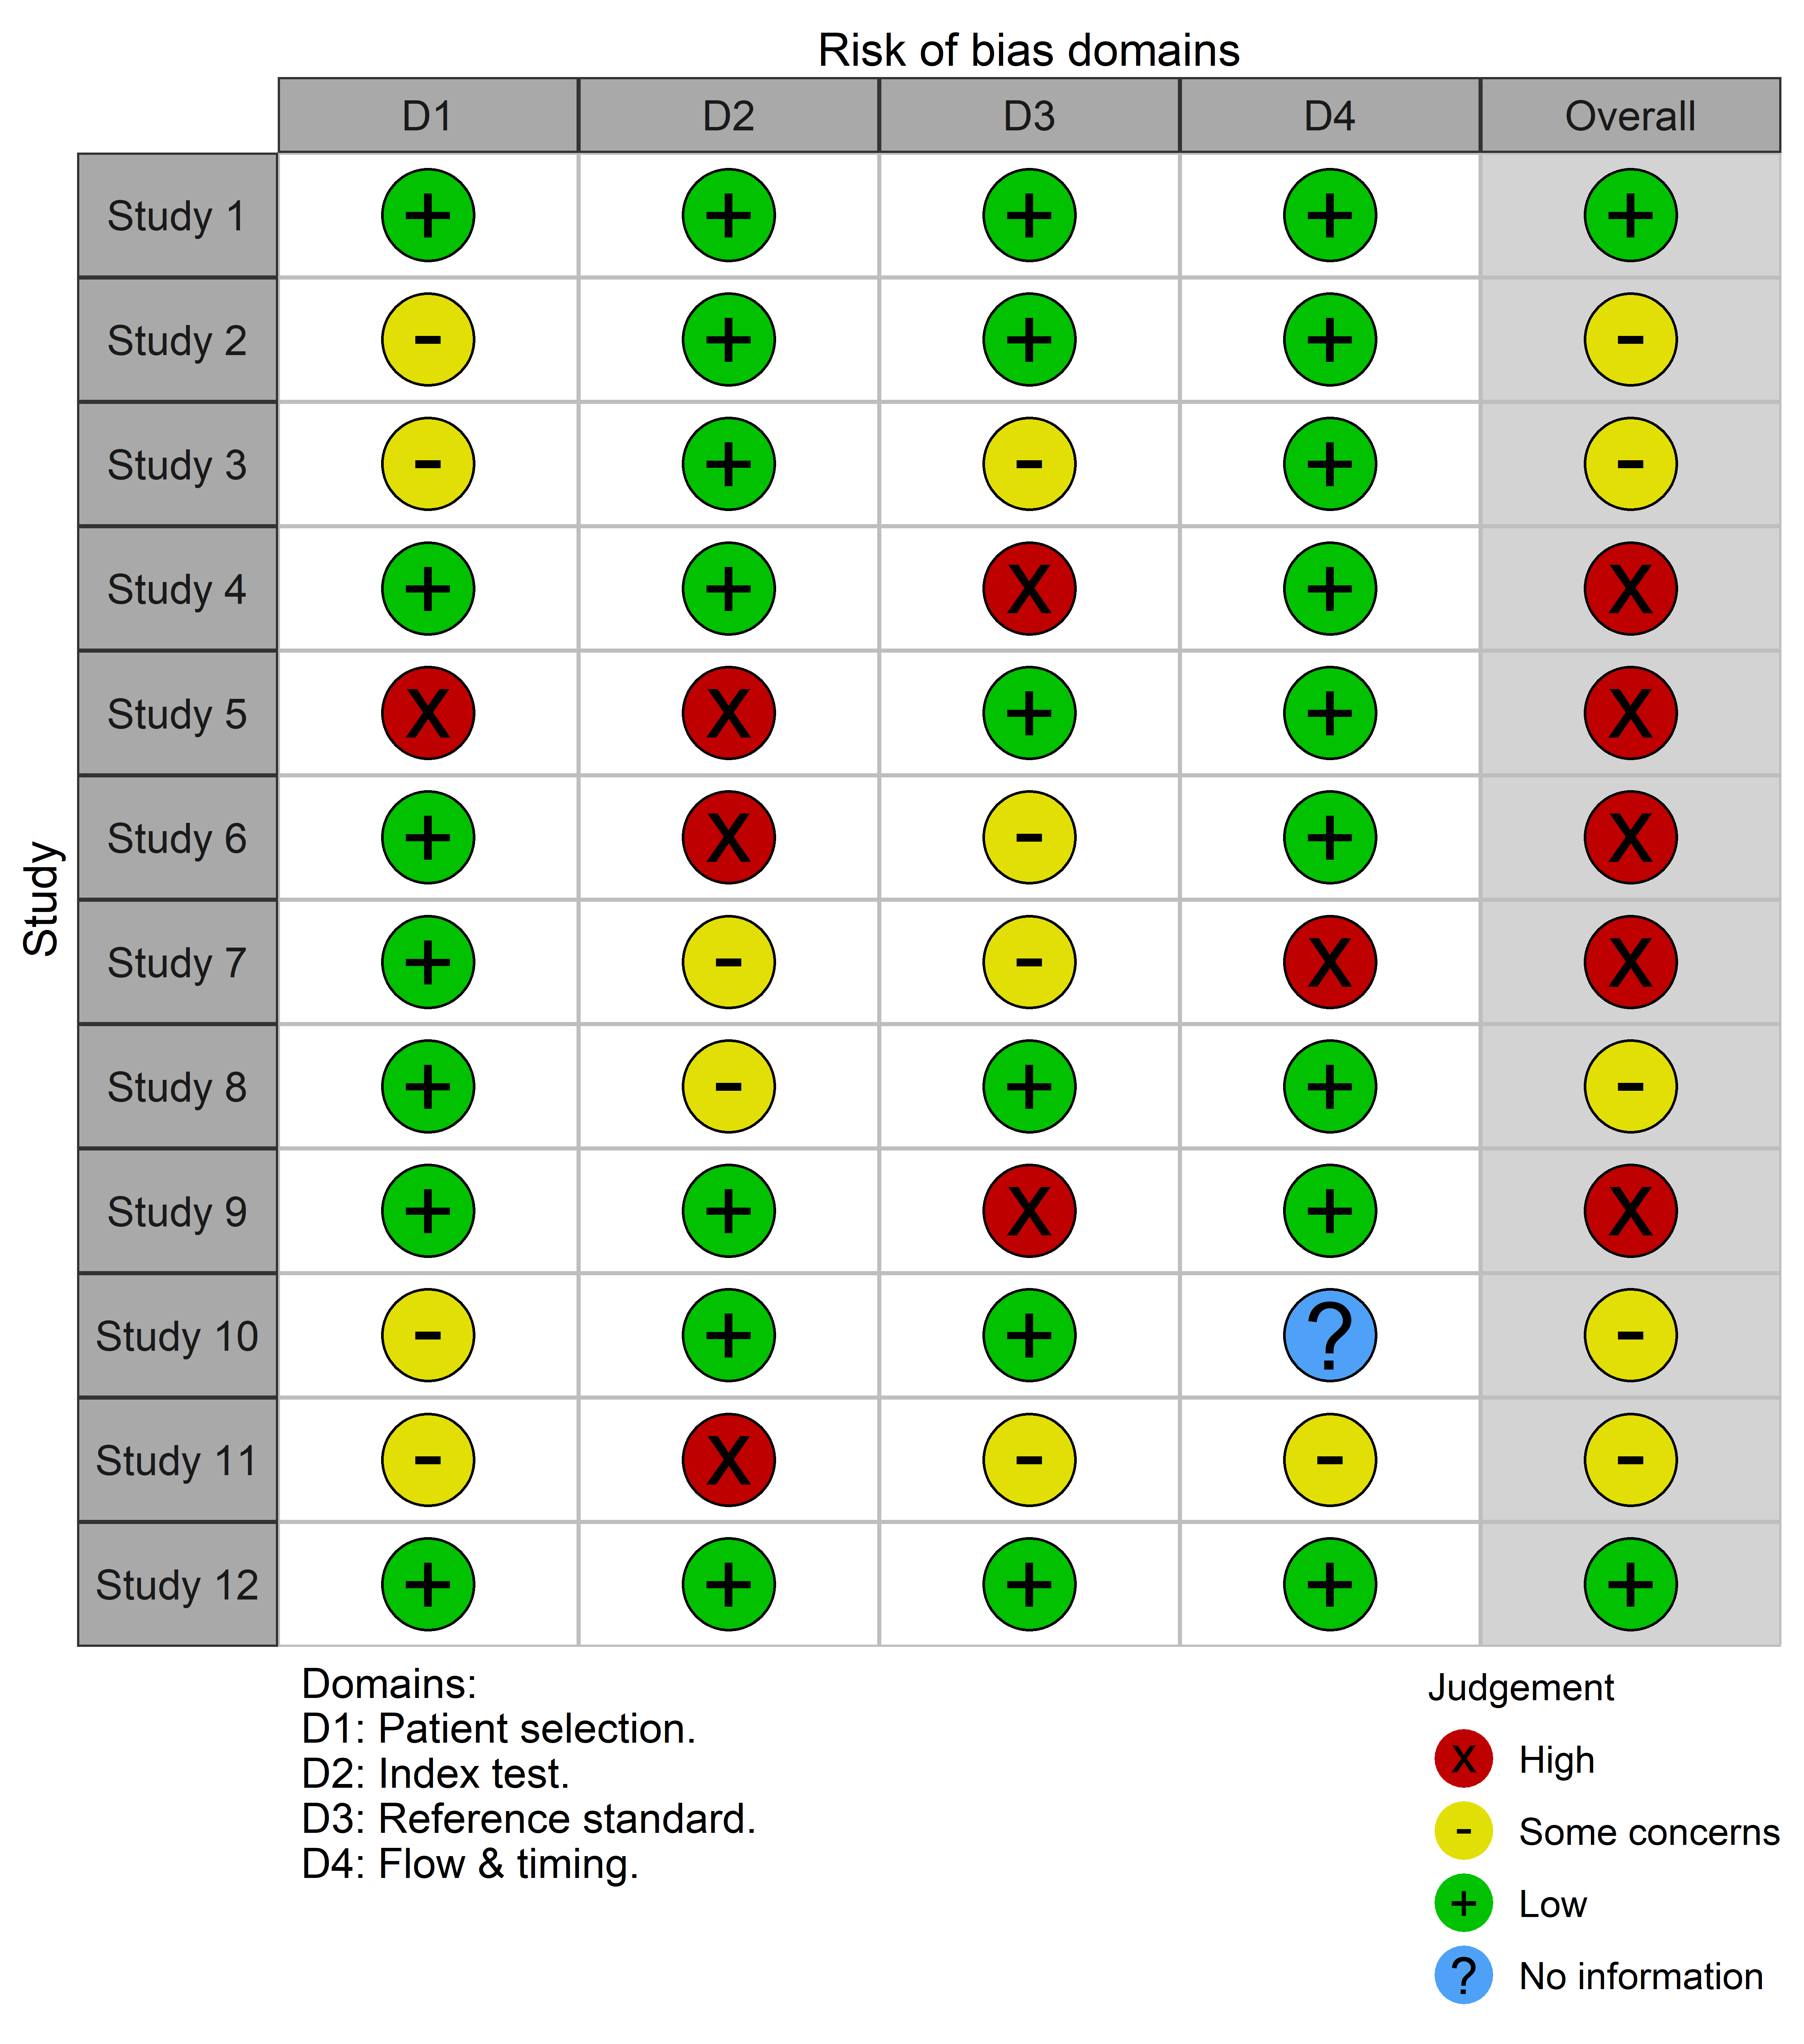 Risk of bias domains
D1 D2 D3 D4 Overall
Study
Study 1 + + + + +
Study 2 - + + + -
Study 3 - + - + -
Study 4 + + X + X
Study 5 X X + + X
Study 6 + X - + X
Study 7 + - - X X
Study 8 + - + + -
Study 9 + + X + X
Study 10 - + + ? -
Study 11 - X - - -
Study 12 + + + + +
Domains:
D1: Patient selection.
D2: Index test.
D3: Reference standard.
D4: Flow & timing.
Judgement
X High
- Some concerns
+ Low
? No information